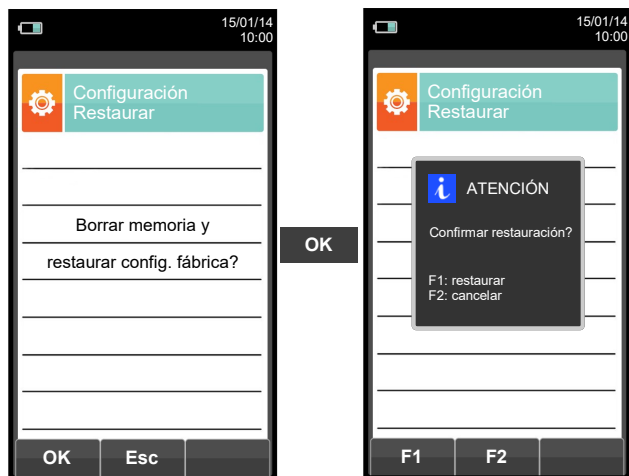 15/01/14
10:00
Configuración
Restaurar
Borrar memoria y
restaurar config. fábrica?
OK
Esc
OK
15/01/14
10:00
Configuración
Restaurar
i
ATENCIÓN
Confirmar restauración?
F1: restaurar
F2: cancelar
F1
F2